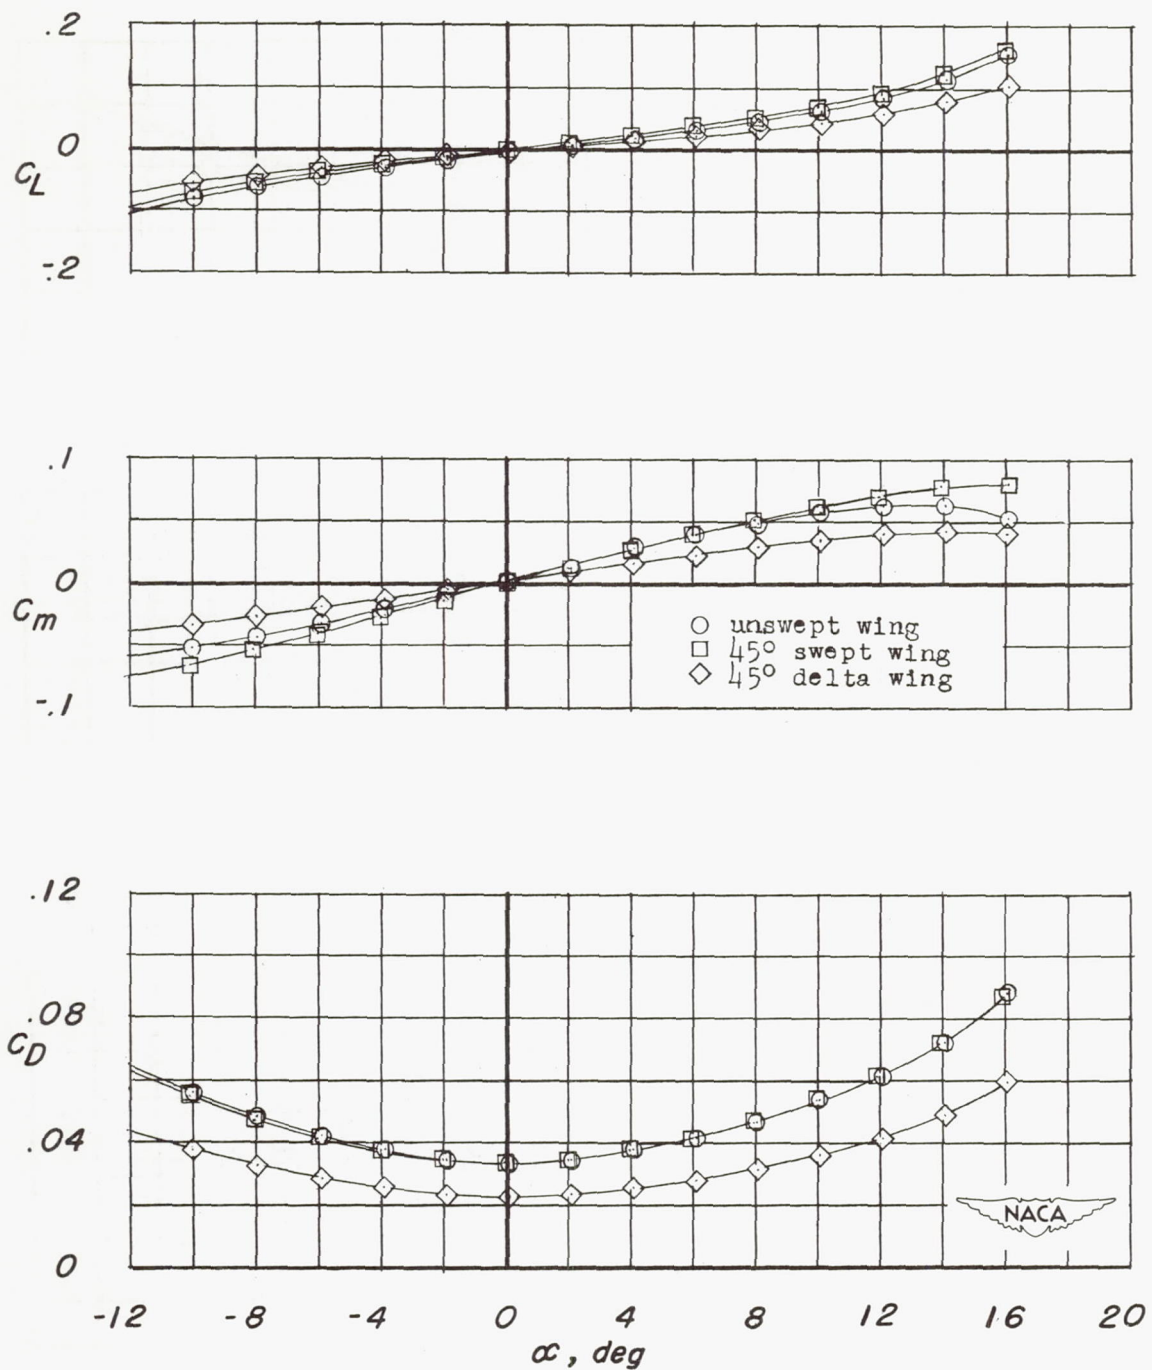 .2
0
C_L
-.2
.1
0
C_m
-.1
○ unswept wing
□ 45° swept wing
◇ 45° delta wing
.12
.08
C_D
.04
0
NACA
-12 -8 -4 0 4 8 12 16 20
α, deg